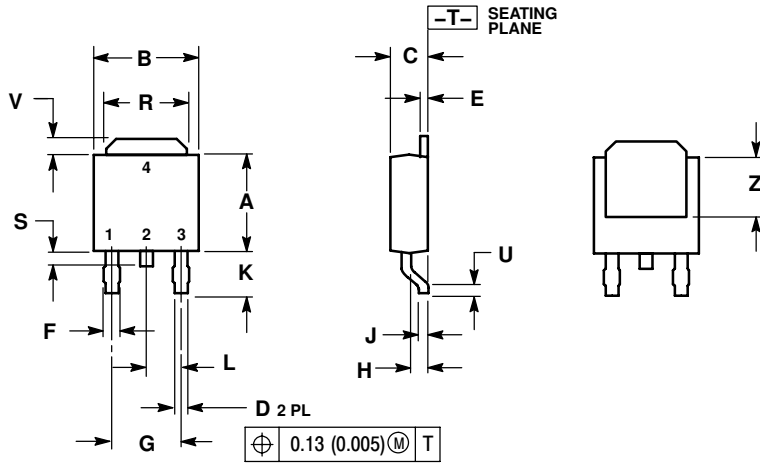 –T– SEATING
PLANE
C
B
V
R
E
4
Z
A
S
1 2 3
U
K
F
J
L
H
D 2 PL
G
⌖ 0.13 (0.005) Ⓜ T